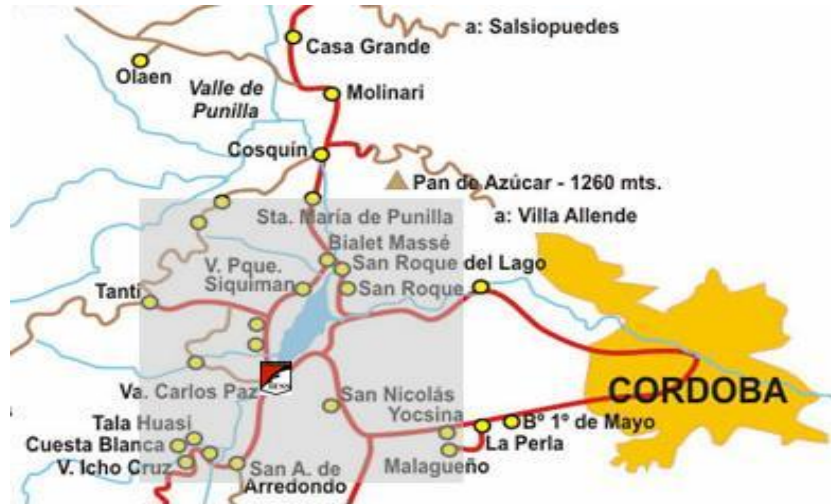 a: Salsiopuedes
Casa Grande
Olaen
Valle de
Punilla
Molinari
Cosquín
Pan de Azúcar - 1260 mts.
Sta. María de Punilla
a: Villa Allende
Bialet Massé
V. Pque.
Siquiman
San Roque del Lago
Tanti
San Roque
Va. Carlos Paz
CORDOBA
San Nicolás
Yocsina
Bº 1º de Mayo
Tala Huasi
Cuesta Blanca
La Perla
V. Icho Cruz
San A. de
Arredondo
Malagueño